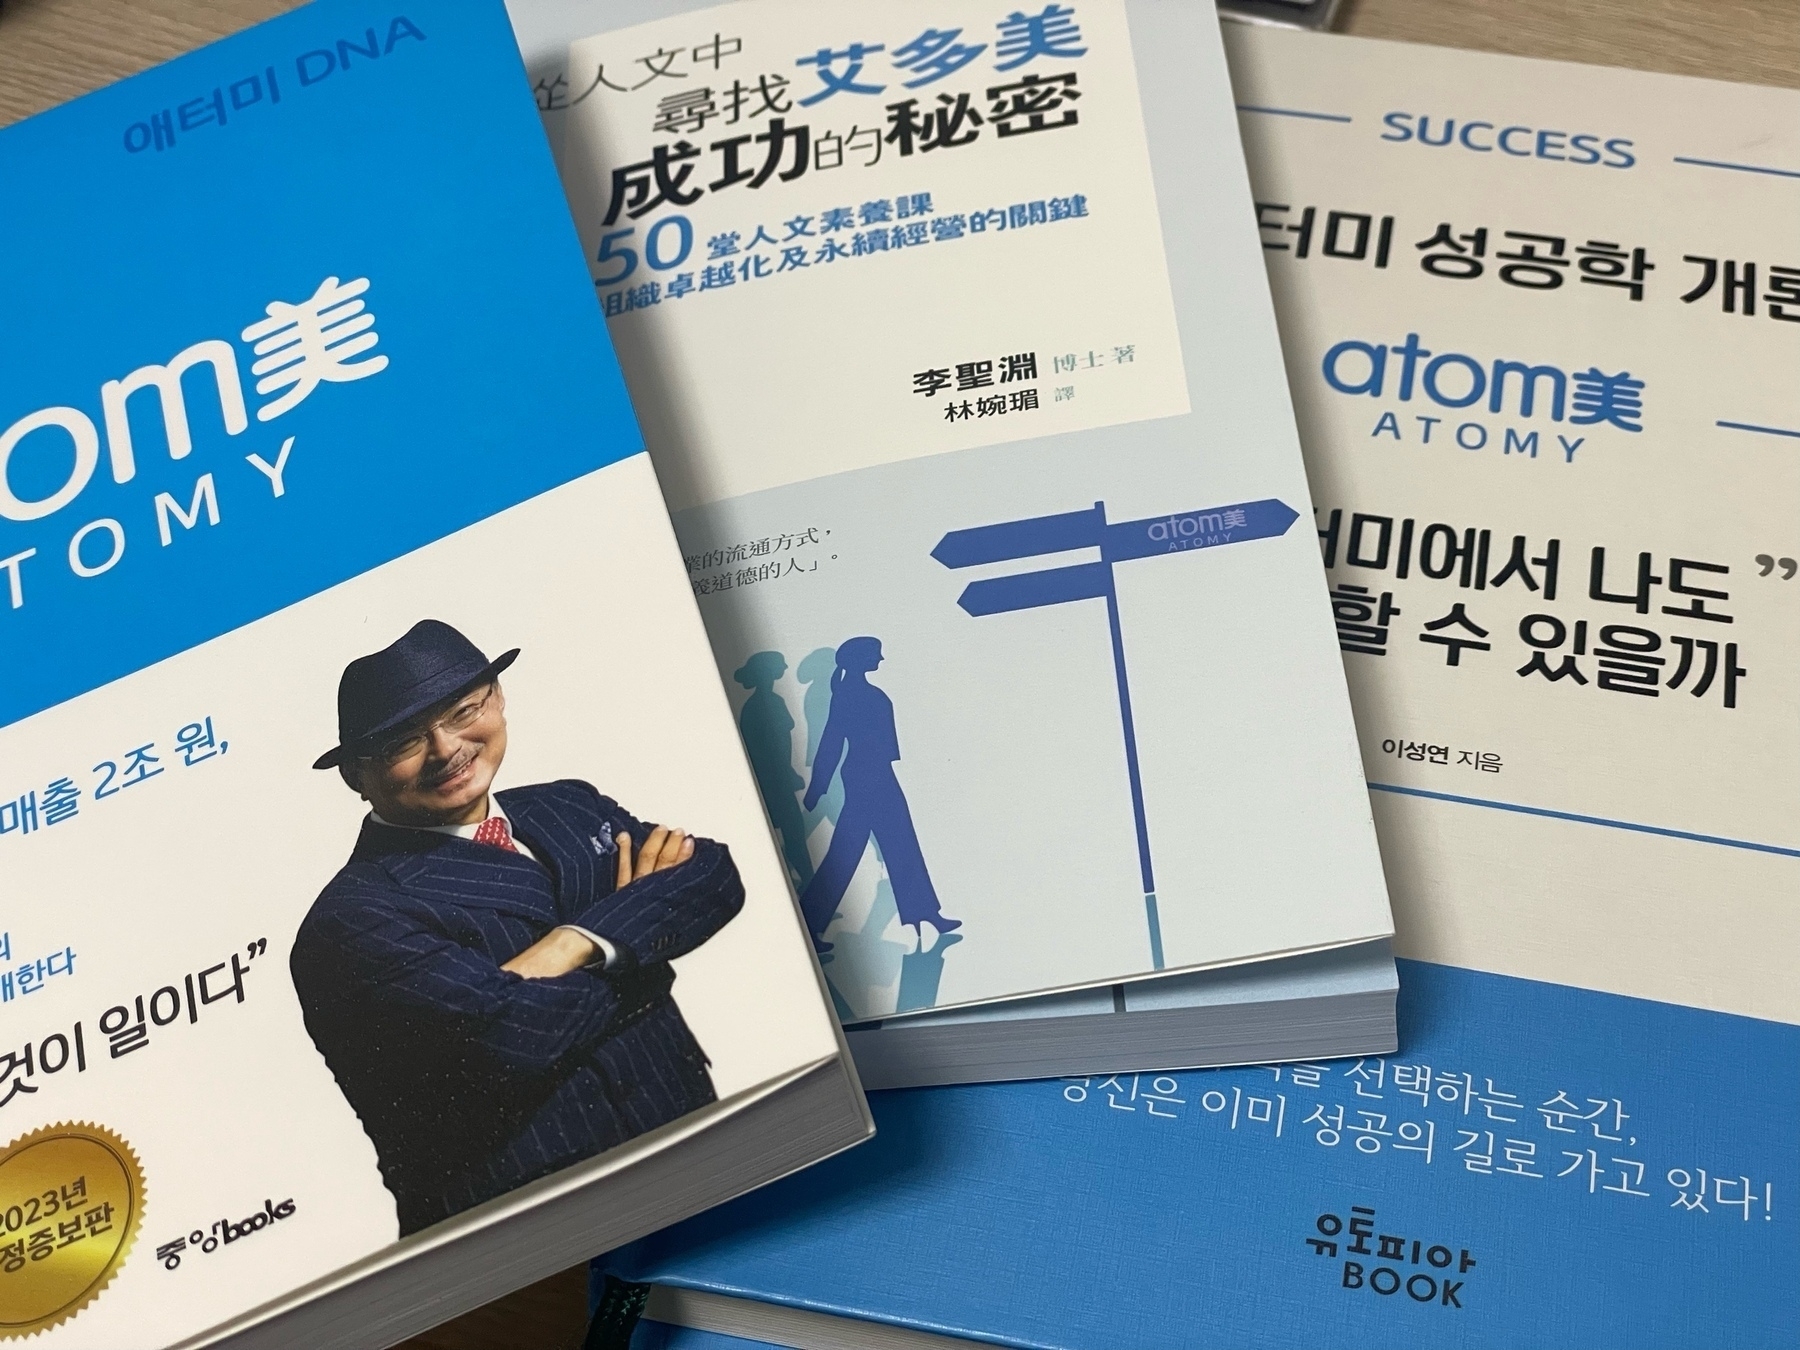 애터미 DNA
om美
TOMY
매출 2조 원,
개한다
것이 일이다”
2023년
정증보판
중앙books
從人文中
尋找艾多美
成功的秘密
50 堂人文素養課
組織卓越化及永續經營的關鍵
李聖淵 博士 著
林婉瑂 譯
業的流通方式，
義道德的人」。
atom美
ATOMY
SUCCESS
터미 성공학 개론
atom美
ATOMY
터미에서 나도 ”
할 수 있을까
이성연 지음
선택하는 순간,
당신은 이미 성공의 길로 가고 있다!
유토피아
BOOK